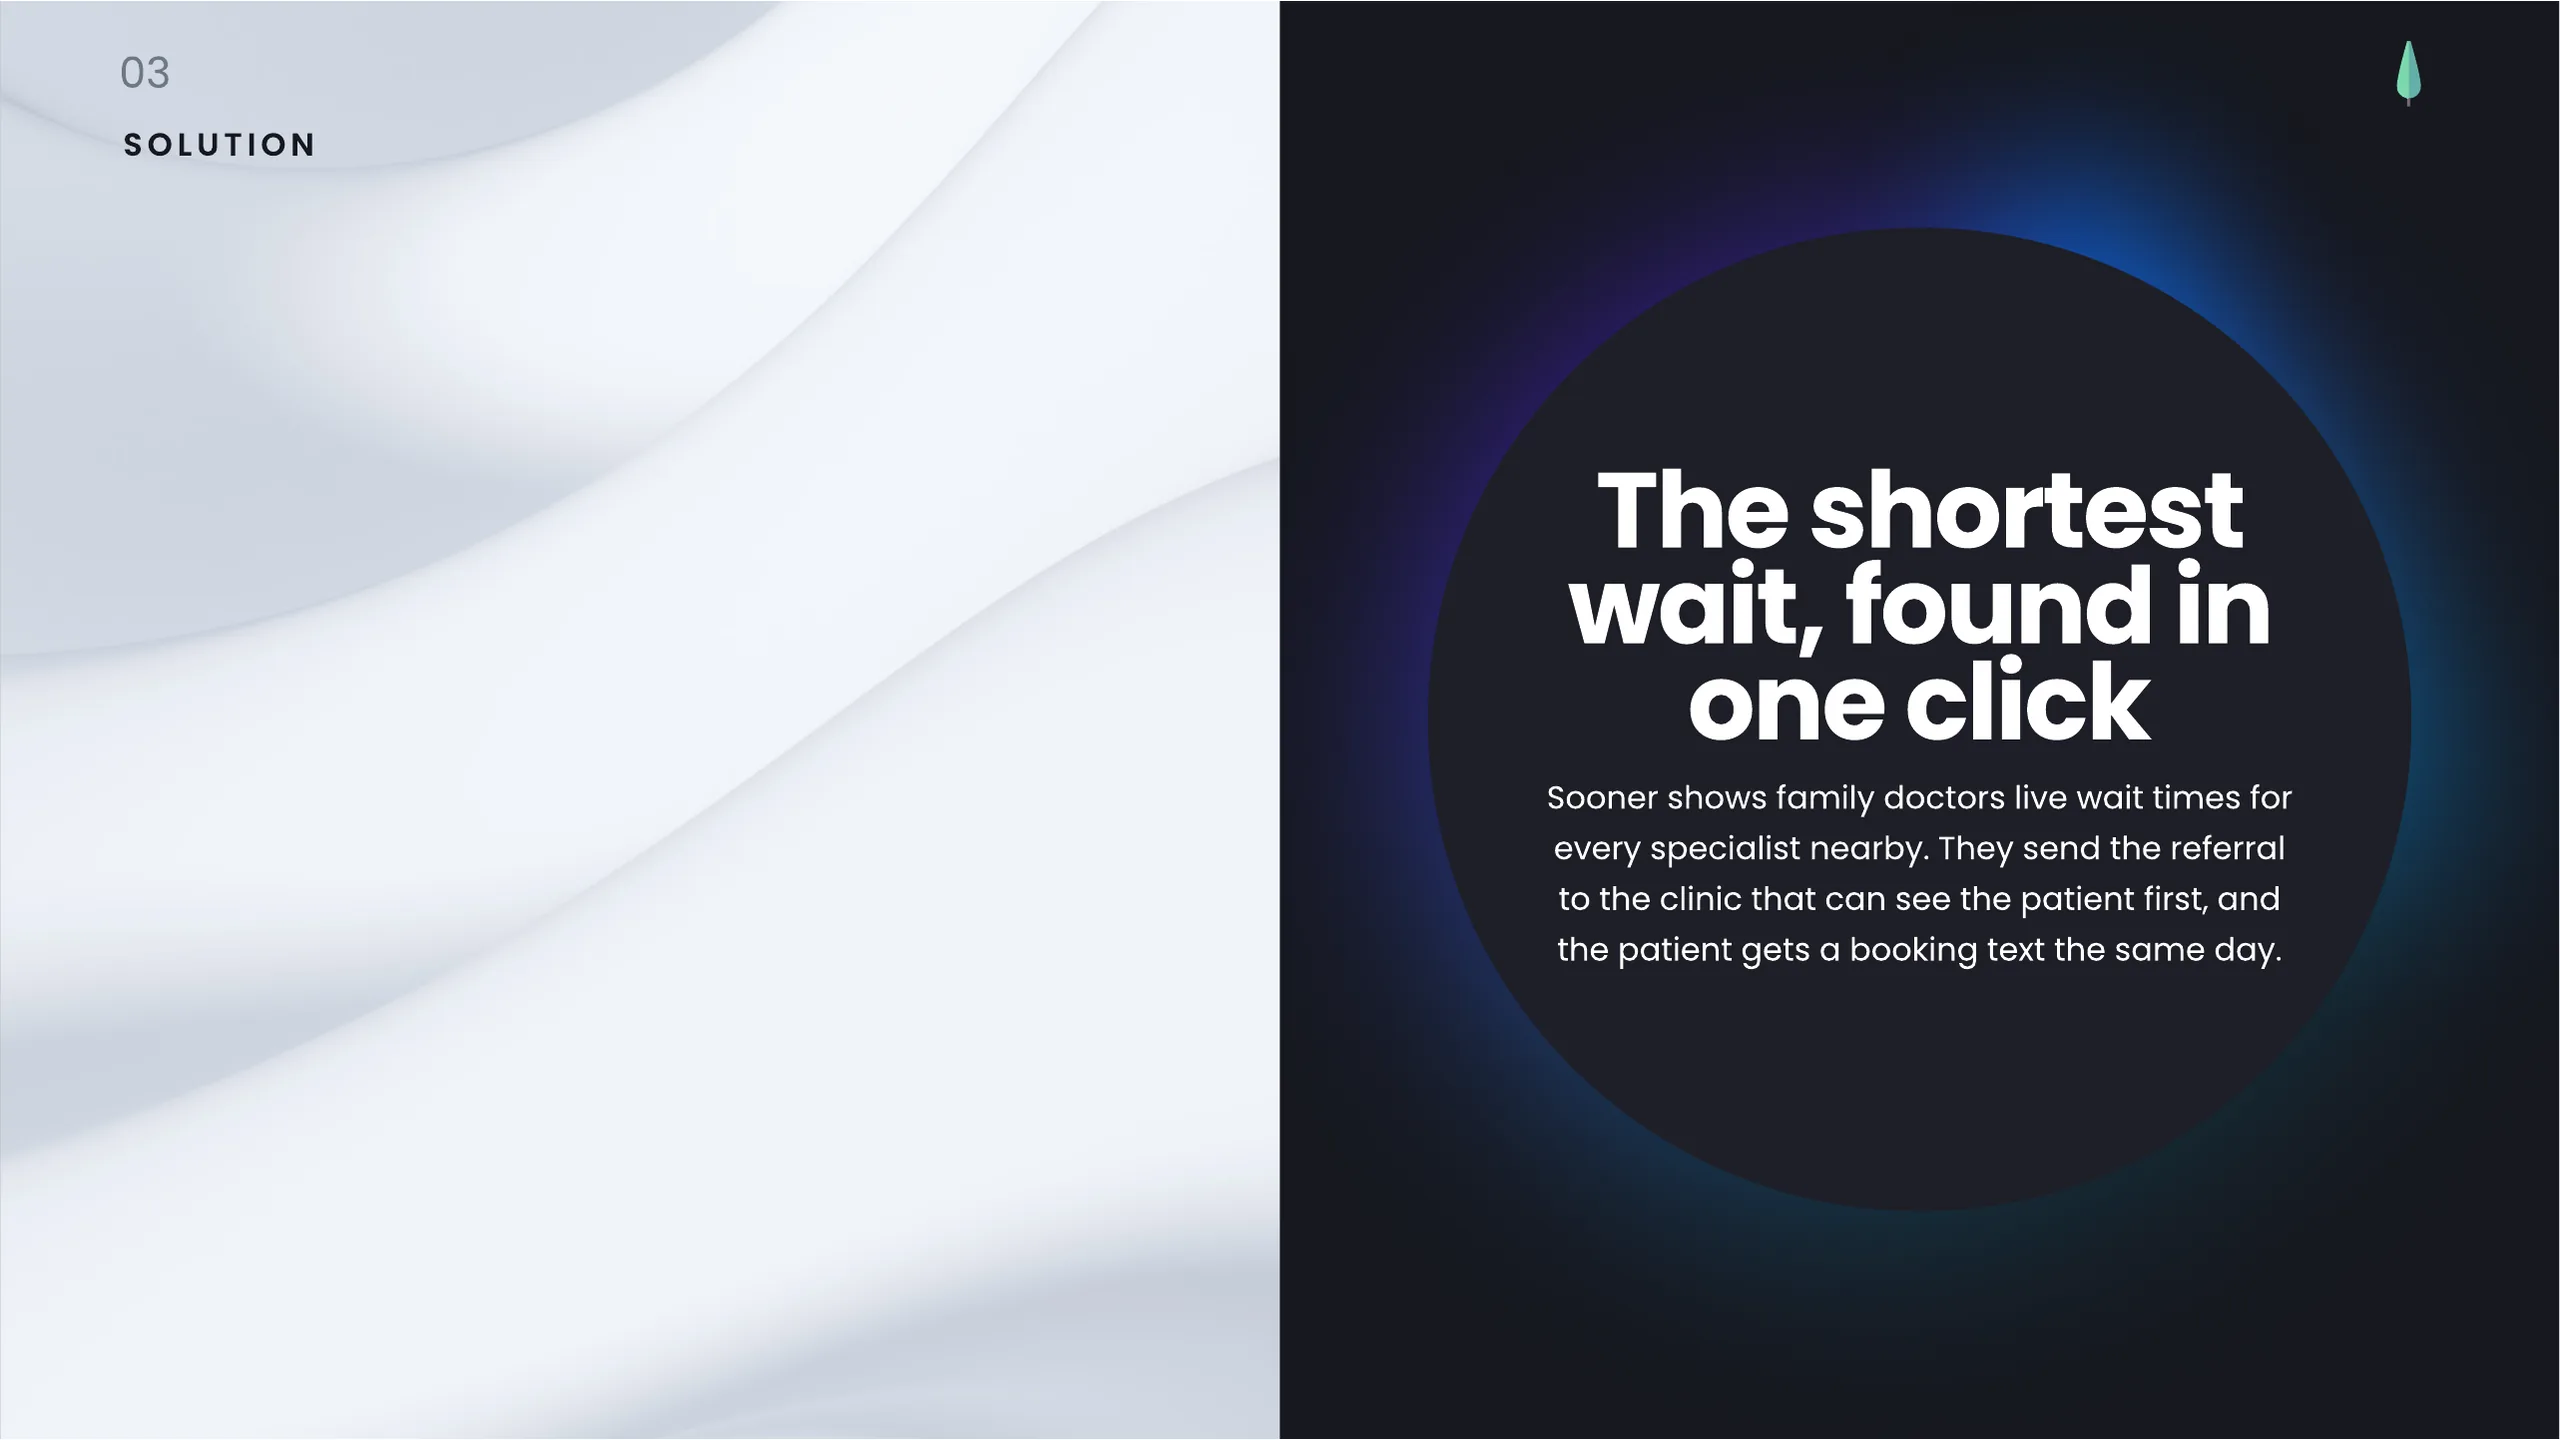 03
SOLUTION
The shortest
wait, found in
one click
Sooner shows family doctors live wait times for
every specialist nearby. They send the referral
to the clinic that can see the patient first, and
the patient gets a booking text the same day.